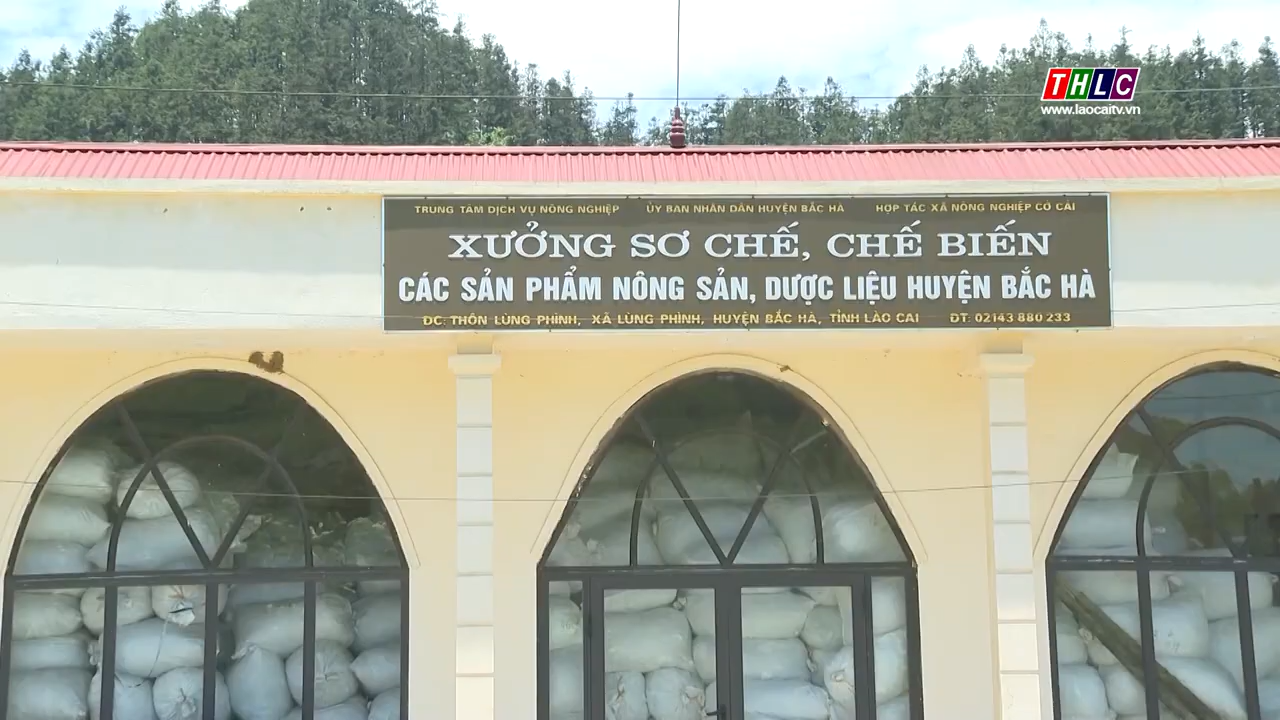 THLC
www.laocaitv.vn
TRUNG TÂM DỊCH VỤ NÔNG NGHIỆP ỦY BAN NHÂN DÂN HUYỆN BẮC HÀ HỢP TÁC XÃ NÔNG NGHIỆP CỐ CẢI
XƯỞNG SƠ CHẾ, CHẾ BIẾN
CÁC SẢN PHẨM NÔNG SẢN, DƯỢC LIỆU HUYỆN BẮC HÀ
ĐC: THÔN LÙNG PHÌNH, XÃ LÙNG PHÌNH, HUYỆN BẮC HÀ, TỈNH LÀO CAI ĐT: 02143 880 233